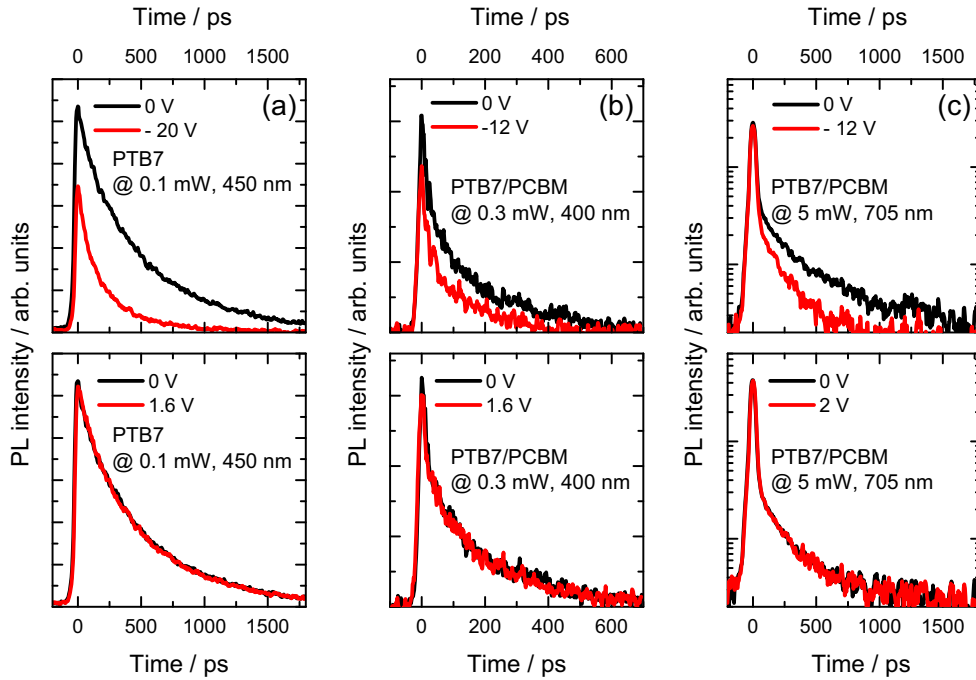 Time / ps
Time / ps
Time / ps
0 500 1000 1500
0 200 400 600
0 500 1000 1500
(a)
0 V
- 20 V
PTB7
@ 0.1 mW, 450 nm
(b)
0 V
-12 V
PTB7/PCBM
@ 0.3 mW, 400 nm
(c)
0 V
- 12 V
PTB7/PCBM
@ 5 mW, 705 nm
PL intensity / arb. units
PL intensity / arb. units
PL intensity / arb. units
0 V
1.6 V
PTB7
@ 0.1 mW, 450 nm
0 V
1.6 V
PTB7/PCBM
@ 0.3 mW, 400 nm
0 V
2 V
PTB7/PCBM
@ 5 mW, 705 nm
0 500 1000 1500
0 200 400 600
0 500 1000 1500
Time / ps
Time / ps
Time / ps